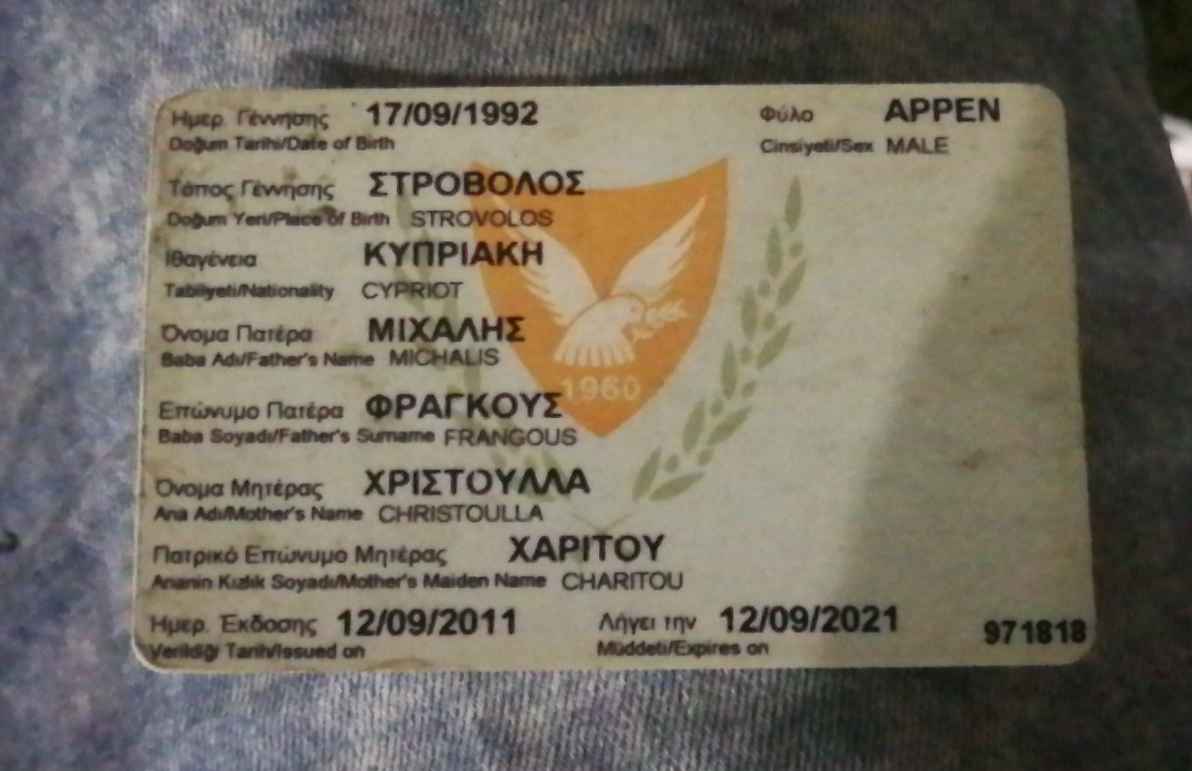 Ημερ. Γέννησης 17/09/1992 Φύλο ΑΡΡΕΝ
Doğum Tarihi/Date of Birth Cinsiyeti/Sex MALE
Τόπος Γέννησης ΣΤΡΟΒΟΛΟΣ
Doğum Yeri/Place of Birth STROVOLOS
Ιθαγένεια ΚΥΠΡΙΑΚΗ
Tabiiyeti/Nationality CYPRIOT
Όνομα Πατέρα ΜΙΧΑΛΗΣ
Baba Adı/Father's Name MICHALIS
1960
Επώνυμο Πατέρα ΦΡΑΓΚΟΥΣ
Baba Soyadı/Father's Surname FRANGOUS
Όνομα Μητέρας ΧΡΙΣΤΟΥΛΛΑ
Ana Adı/Mother's Name CHRISTOULLA
Πατρικό Επώνυμο Μητέρας ΧΑΡΙΤΟΥ
Ananin Kızlık Soyadı/Mother's Maiden Name CHARITOU
Ημερ. Έκδοσης 12/09/2011 Λήγει την 12/09/2021 971818
Verildiği Tarih/Issued on Müddeti/Expires on